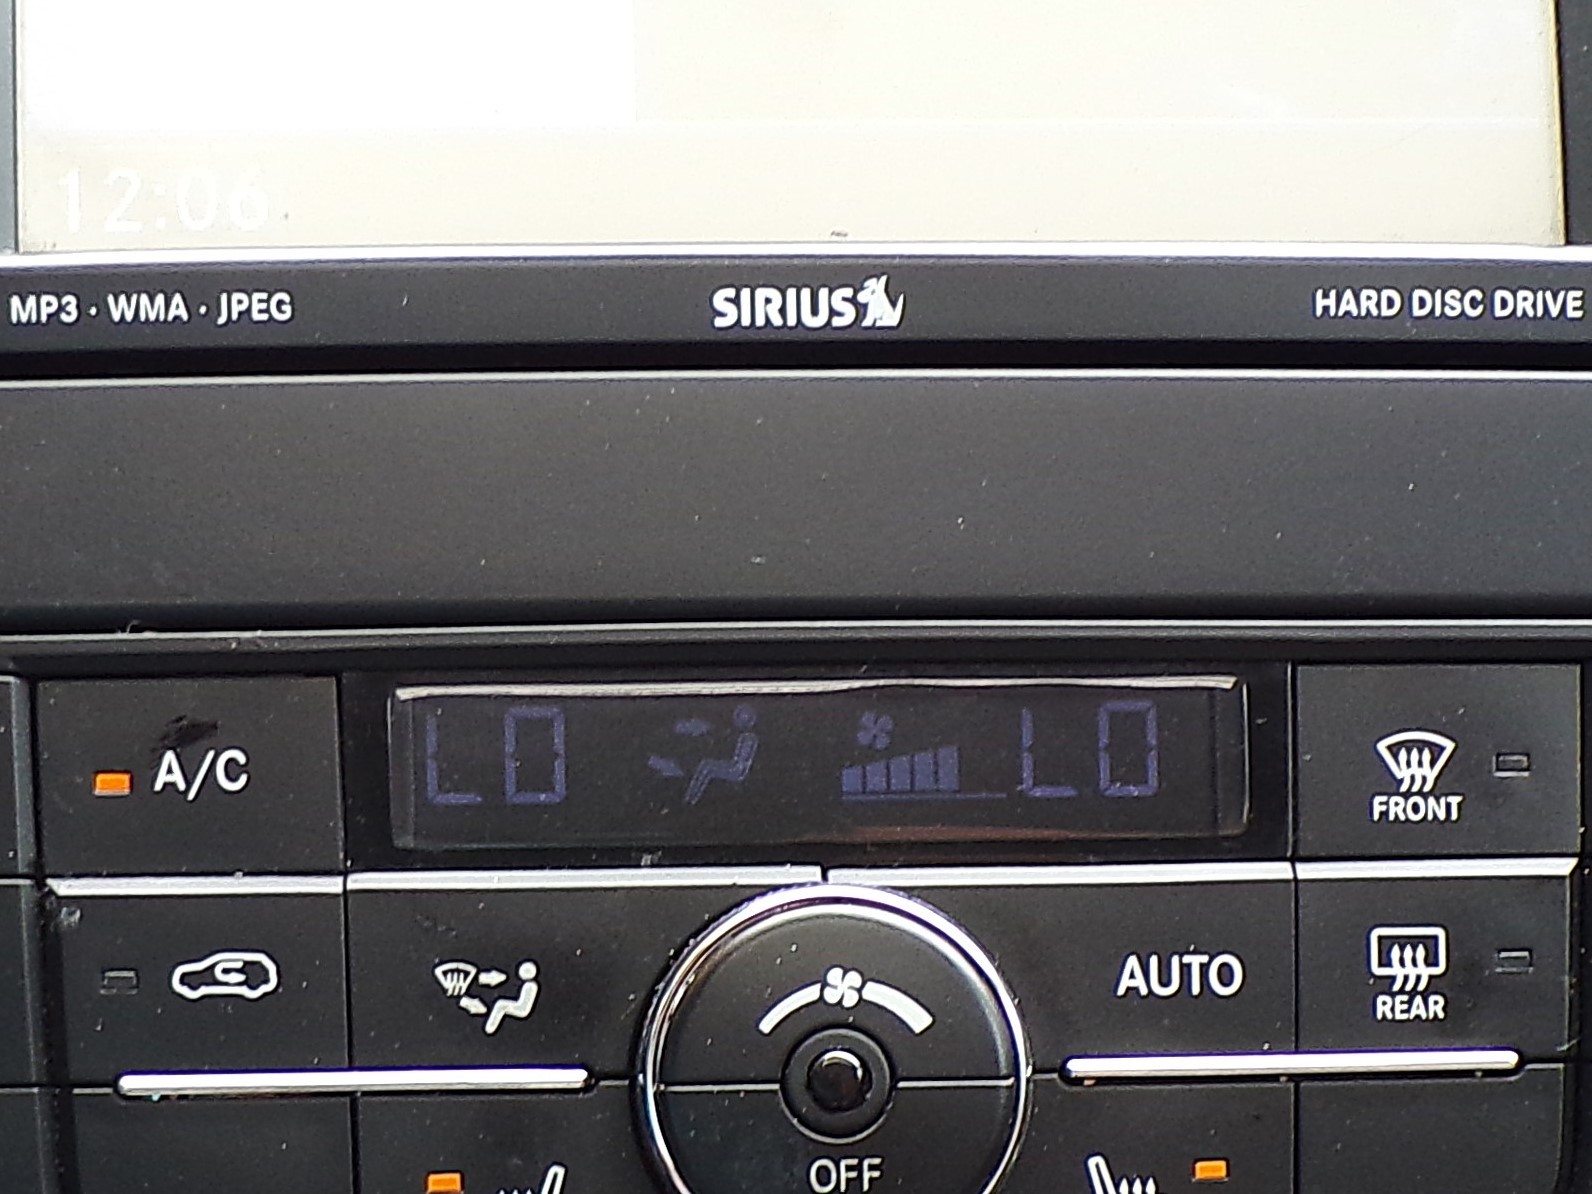 12:06
MP3 · WMA · JPEG SIRIUS HARD DISC DRIVE
A/C LO LO FRONT
AUTO REAR
OFF